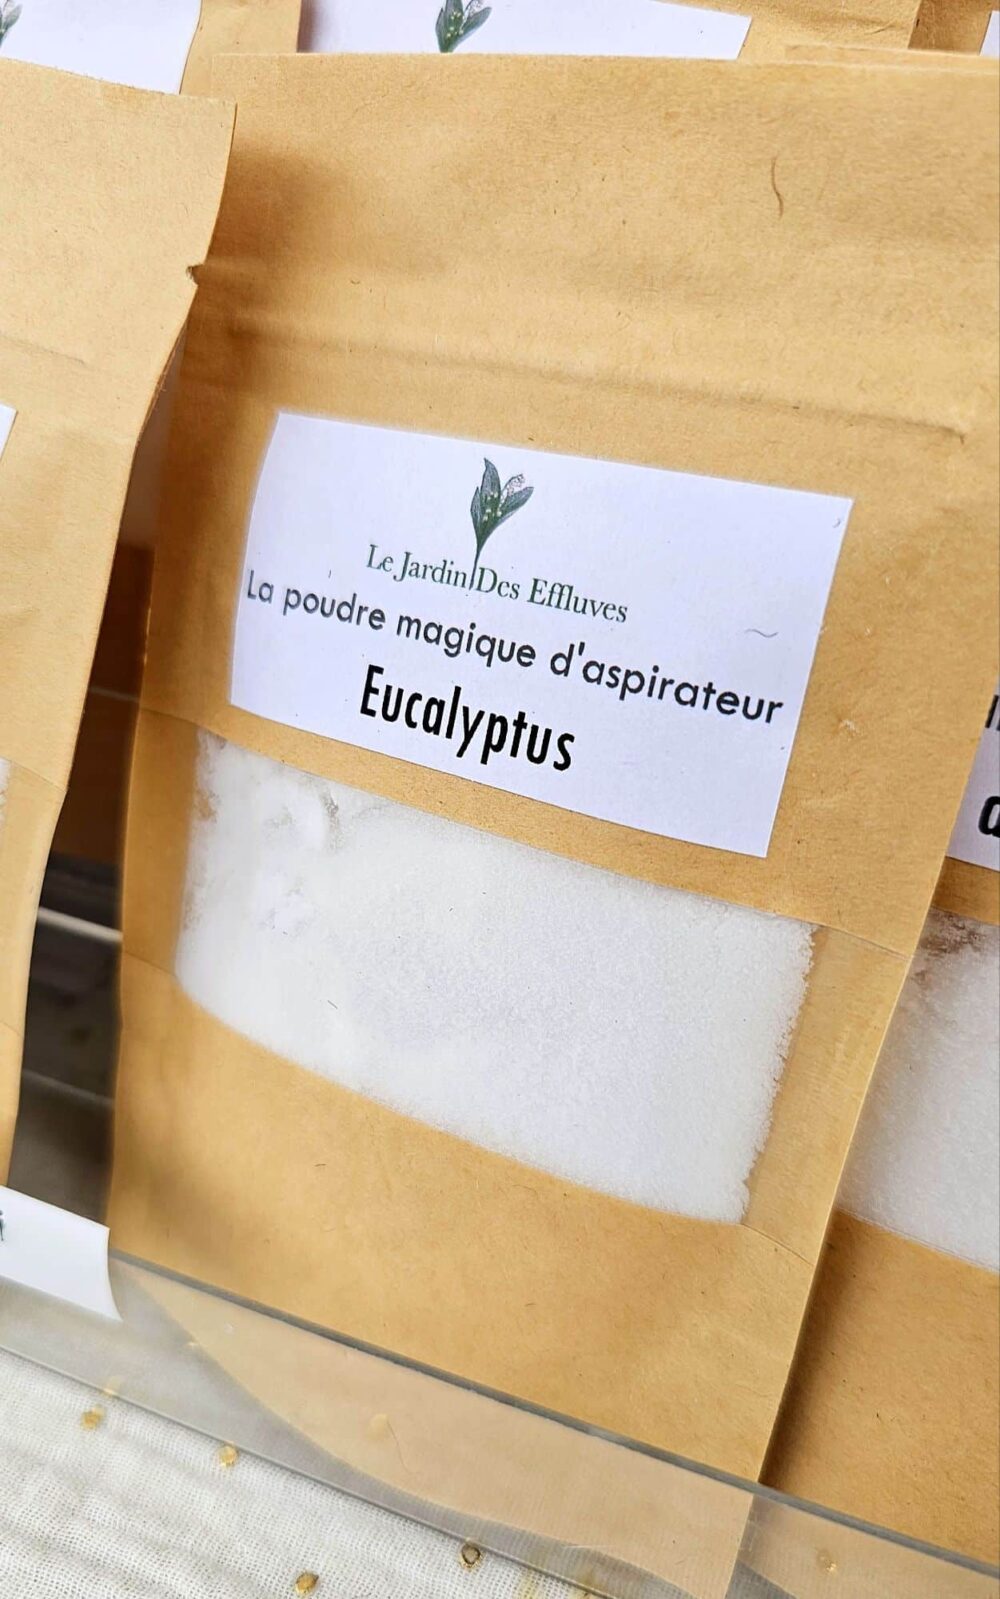 Le Jardin Des Effluves
La poudre magique d'aspirateur
Eucalyptus